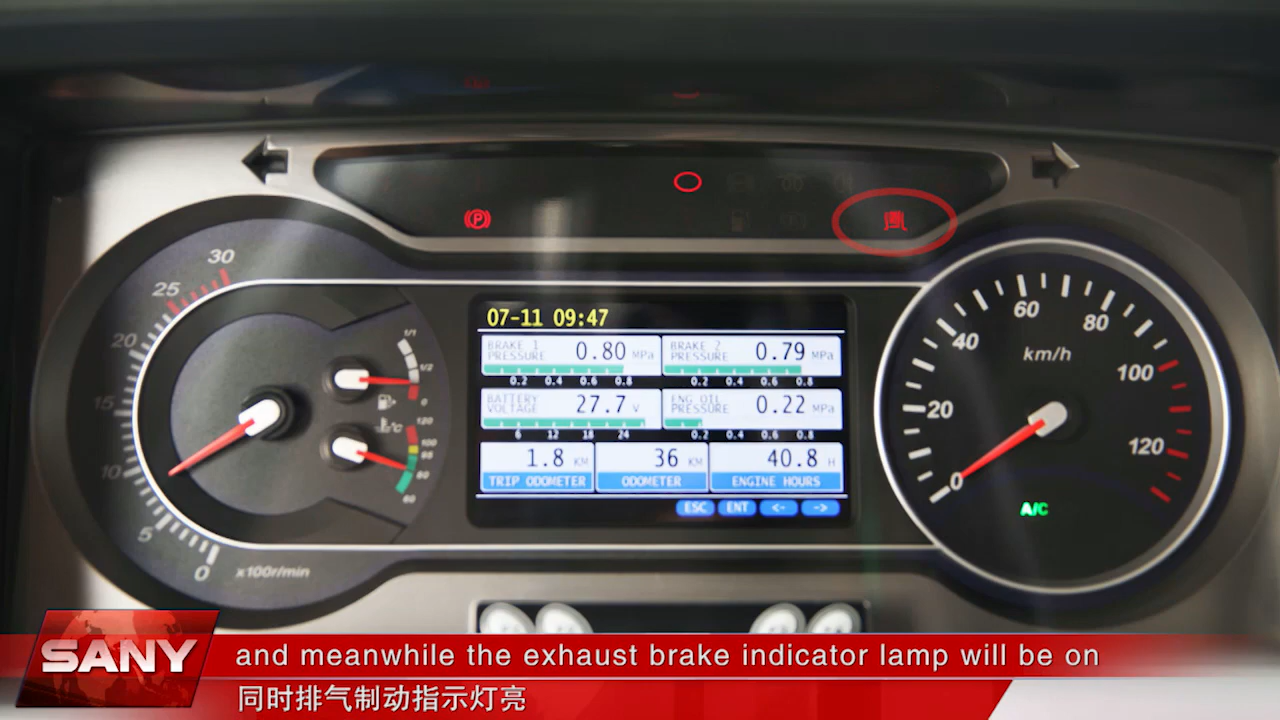 P
30
25
20
15
10
5
0
x100r/min
1/1
1/2
0
120
100
60
°C
07-11 09:47
BRAKE 1 PRESSURE 0.80 MPa
0.2 0.4 0.6 0.8
BRAKE 2 PRESSURE 0.79 MPa
0.2 0.4 0.6 0.8
BATTERY VOLTAGE 27.7 V
6 12 18 24
ENG OIL PRESSURE 0.22 MPa
0.2 0.4 0.6 0.8
1.8 KM
TRIP ODOMETER
36 KM
ODOMETER
40.8 H
ENGINE HOURS
ESC ENT <- ->
0
20
40
60
80
100
120
km/h
A/C
SANY
and meanwhile the exhaust brake indicator lamp will be on
同时排气制动指示灯亮